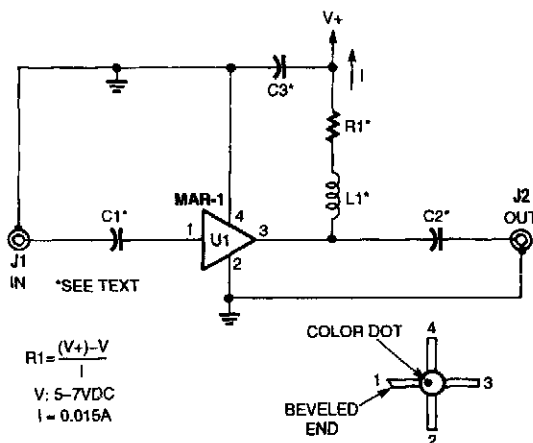 V+
I
C3*
R1*
L1*
MAR-1
4
C1*
1
U1
3
2
C2*
J2
OUT
J1
IN
*SEE TEXT
R1=(V+)-V
I
V: 5-7VDC
I = 0.015A
COLOR DOT
4
1
3
BEVELED
END
2